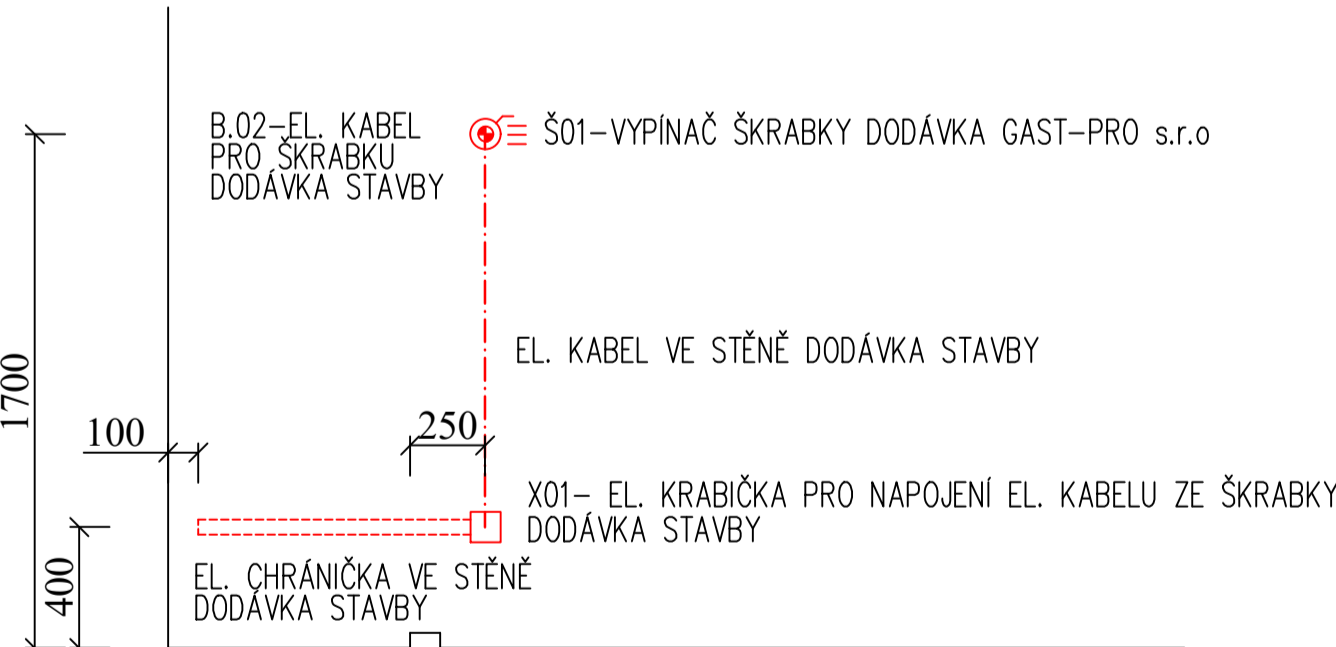 B.02-EL. KABEL
PRO ŠKRABKU
DODÁVKA STAVBY
Š01-VYPÍNAČ ŠKRABKY DODÁVKA GAST-PRO s.r.o
1700
EL. KABEL VE STĚNĚ DODÁVKA STAVBY
100
250
X01- EL. KRABIČKA PRO NAPOJENÍ EL. KABELU ZE ŠKRABKY
DODÁVKA STAVBY
400
EL. CHRÁNIČKA VE STĚNĚ
DODÁVKA STAVBY